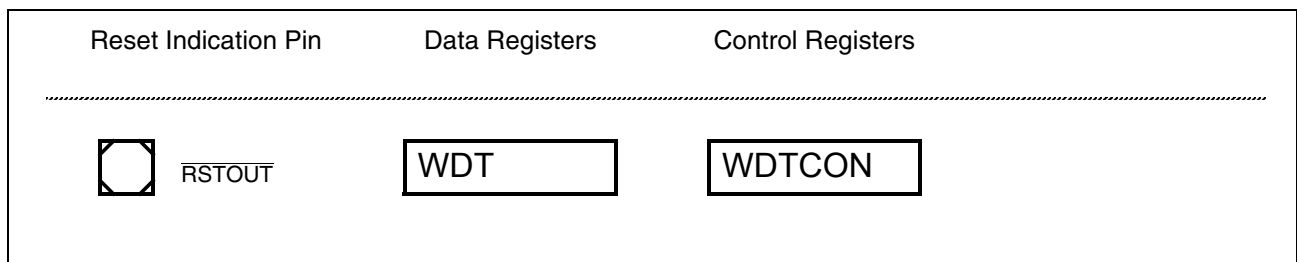 Reset Indication Pin Data Registers Control Registers
RSTOUT WDT WDTCON